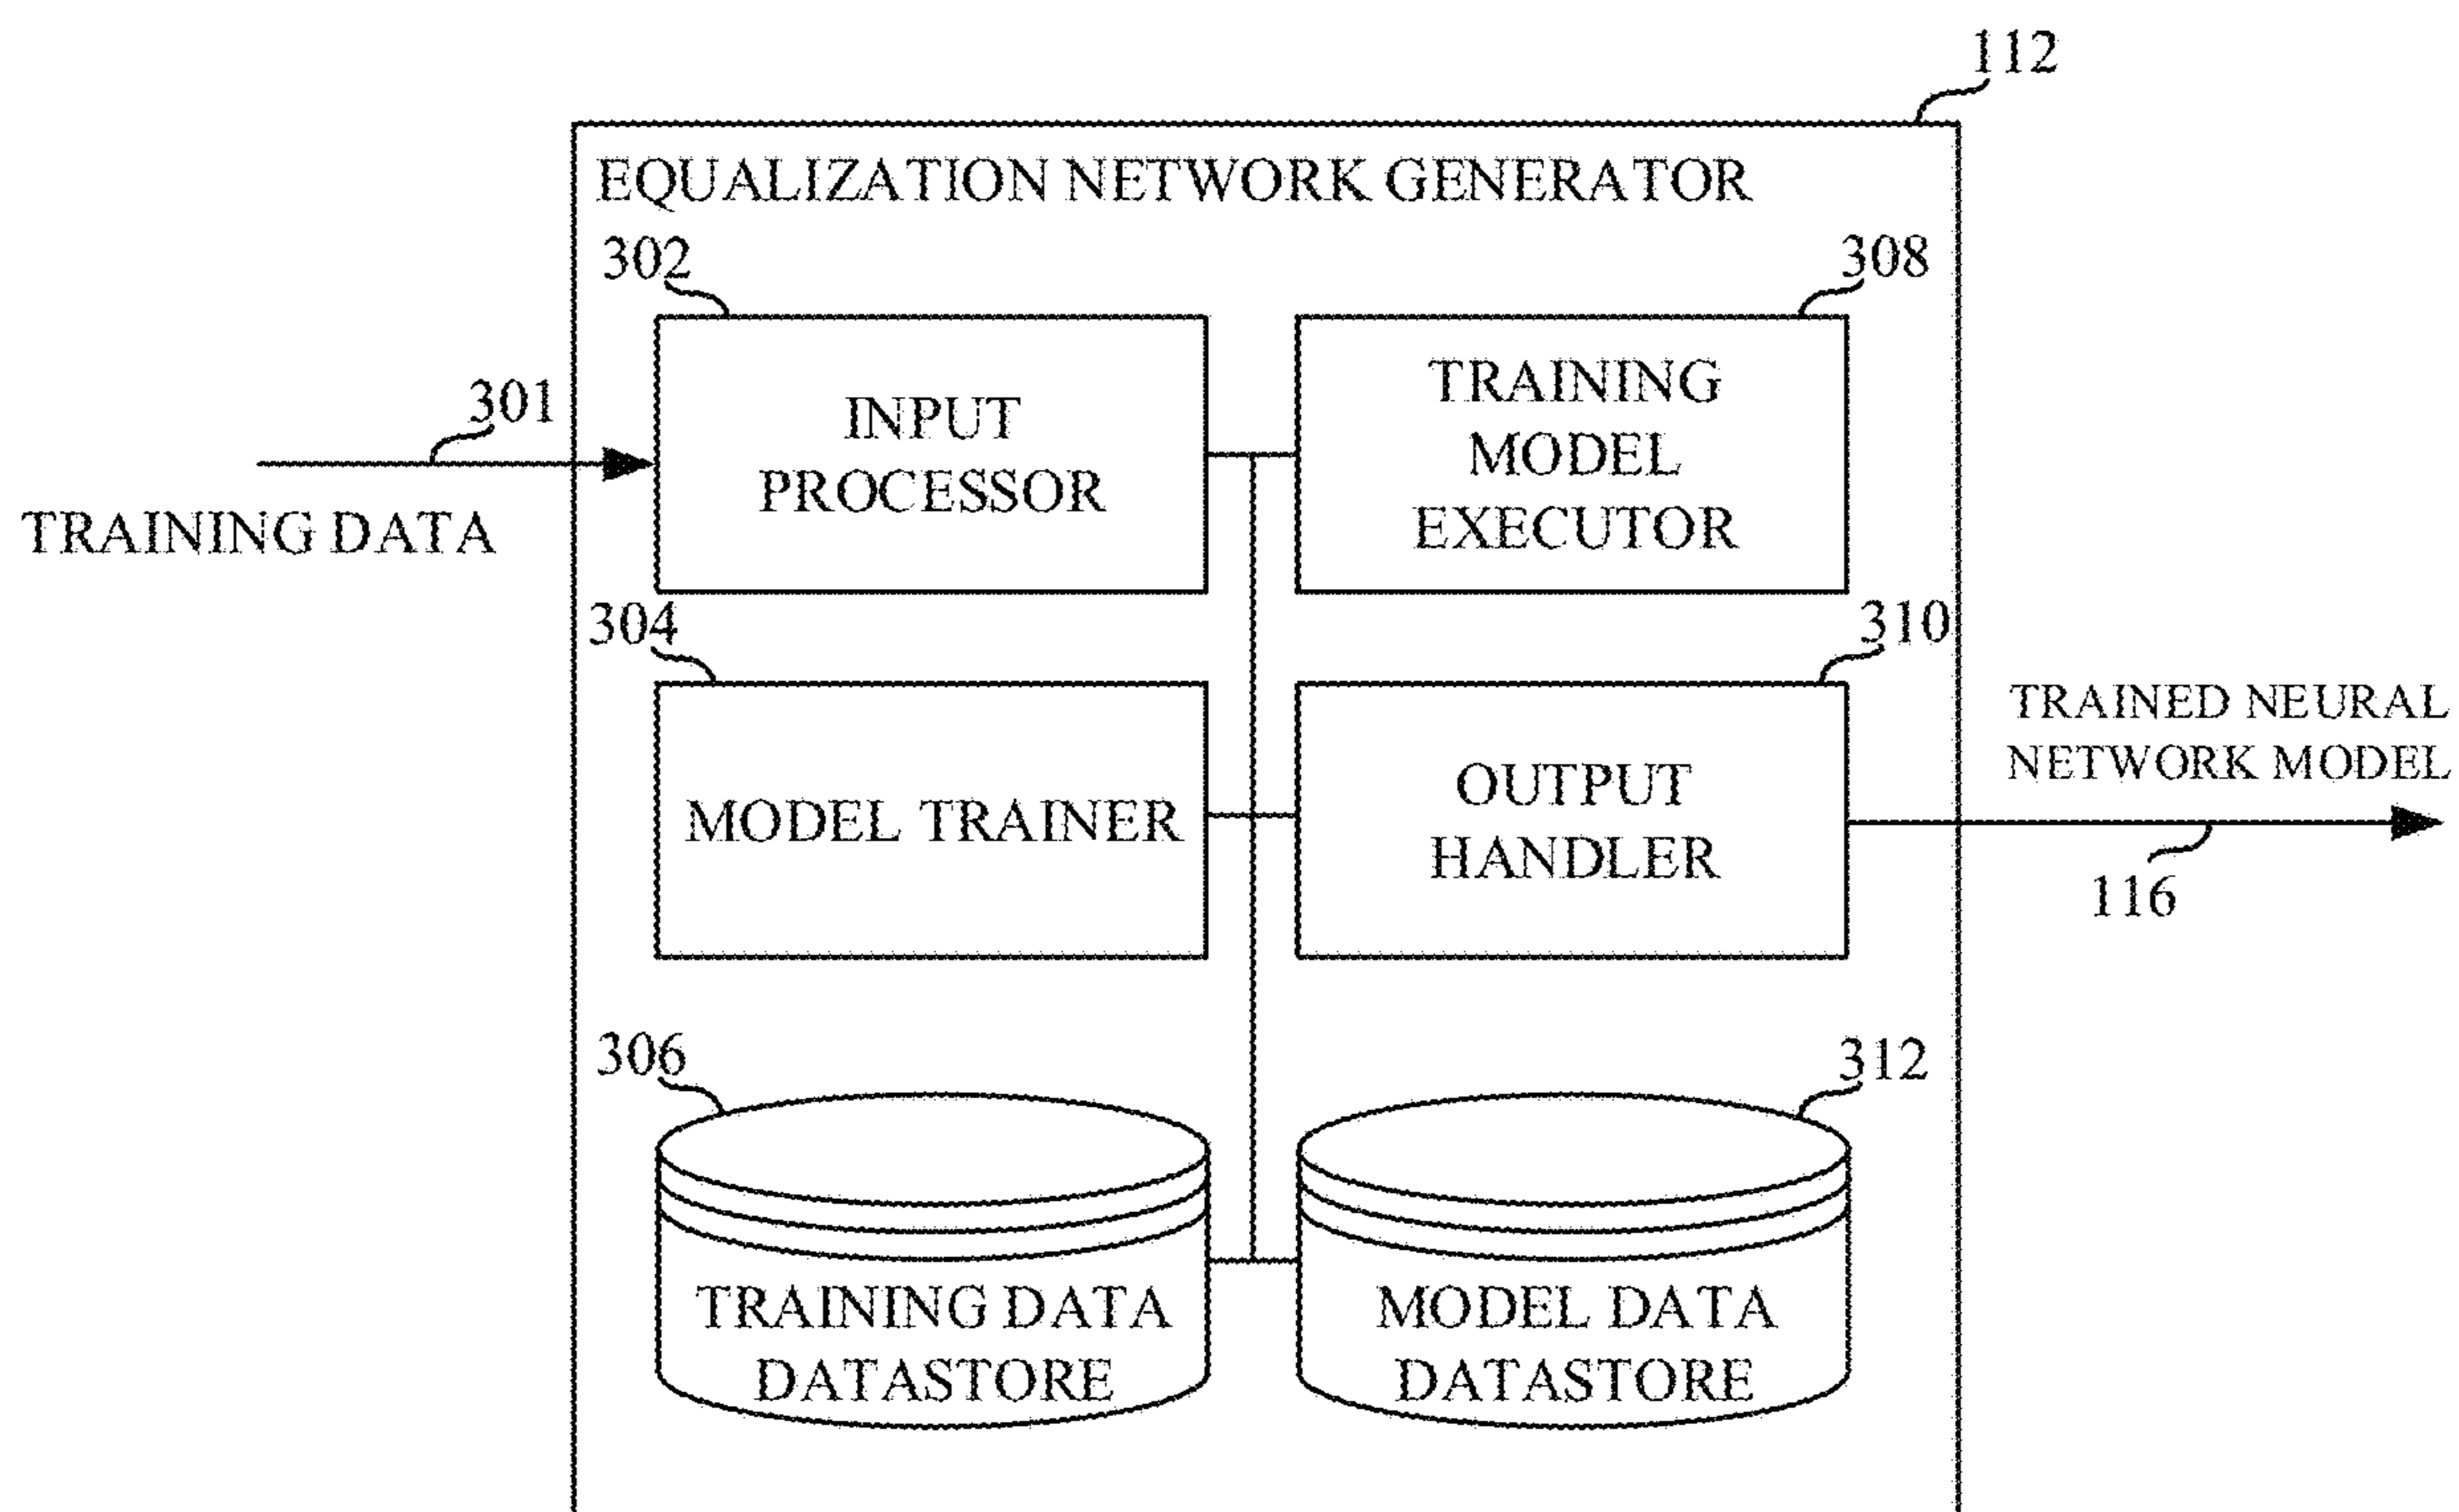 112
EQUALIZATION NETWORK GENERATOR
302
308
301
INPUT
PROCESSOR
TRAINING
MODEL
EXECUTOR
TRAINING DATA
304
310
MODEL TRAINER
OUTPUT
HANDLER
TRAINED NEURAL
NETWORK MODEL
116
306
312
TRAINING DATA
DATASTORE
MODEL DATA
DATASTORE